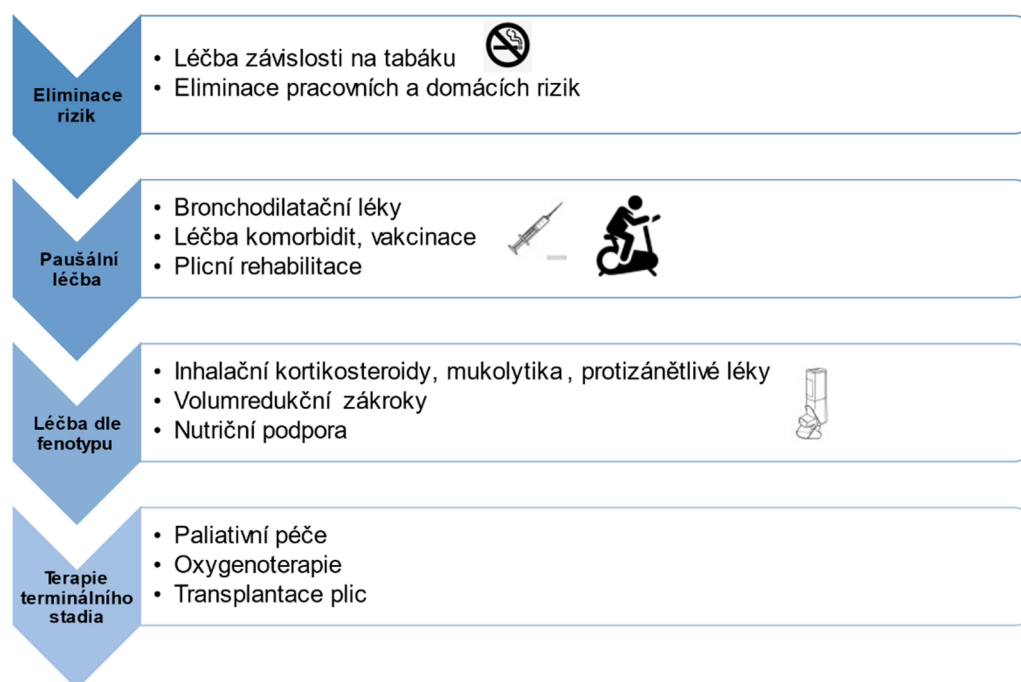 Eliminace
rizik
• Léčba závislosti na tabáku
• Eliminace pracovních a domácích rizik
Paušální
léčba
• Bronchodilatační léky
• Léčba komorbidit, vakcinace
• Plicní rehabilitace
Léčba dle
fenotypu
• Inhalační kortikosteroidy, mukolytika , protizánětlivé léky
• Volumredukční zákroky
• Nutriční podpora
Terapie
terminálního
stadia
• Paliativní péče
• Oxygenoterapie
• Transplantace plic